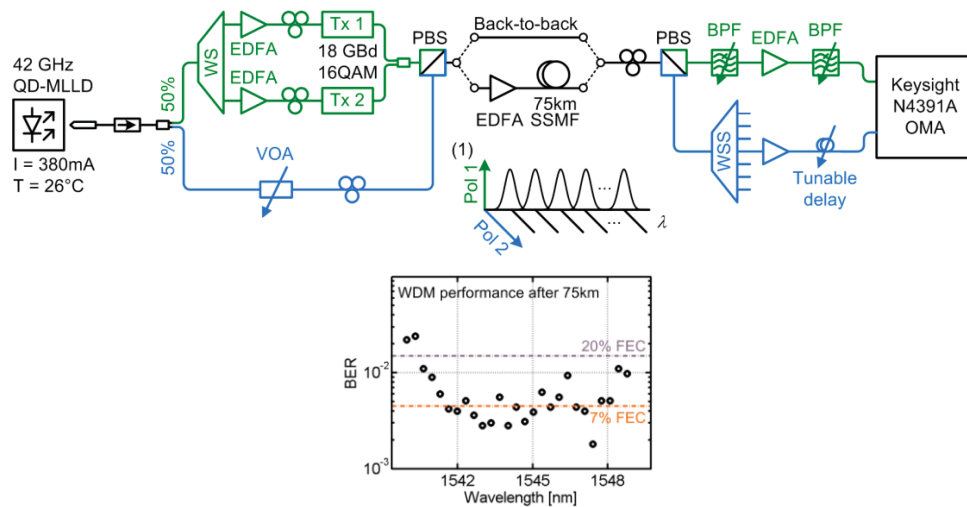 42 GHz
QD-MLLD
I = 380mA
T = 26°C
50%
50%
WS
EDFA
EDFA
Tx 1
18 GBd
16QAM
Tx 2
VOA
PBS
Back-to-back
EDFA
75km
SSMF
(1)
Pol 1
Pol 2
...
...
λ
PBS
BPF
EDFA
BPF
WSS
Tunable
delay
Keysight
N4391A
OMA
WDM performance after 75km
20% FEC
7% FEC
BER
10-2
10-3
1542
1545
1548
Wavelength [nm]